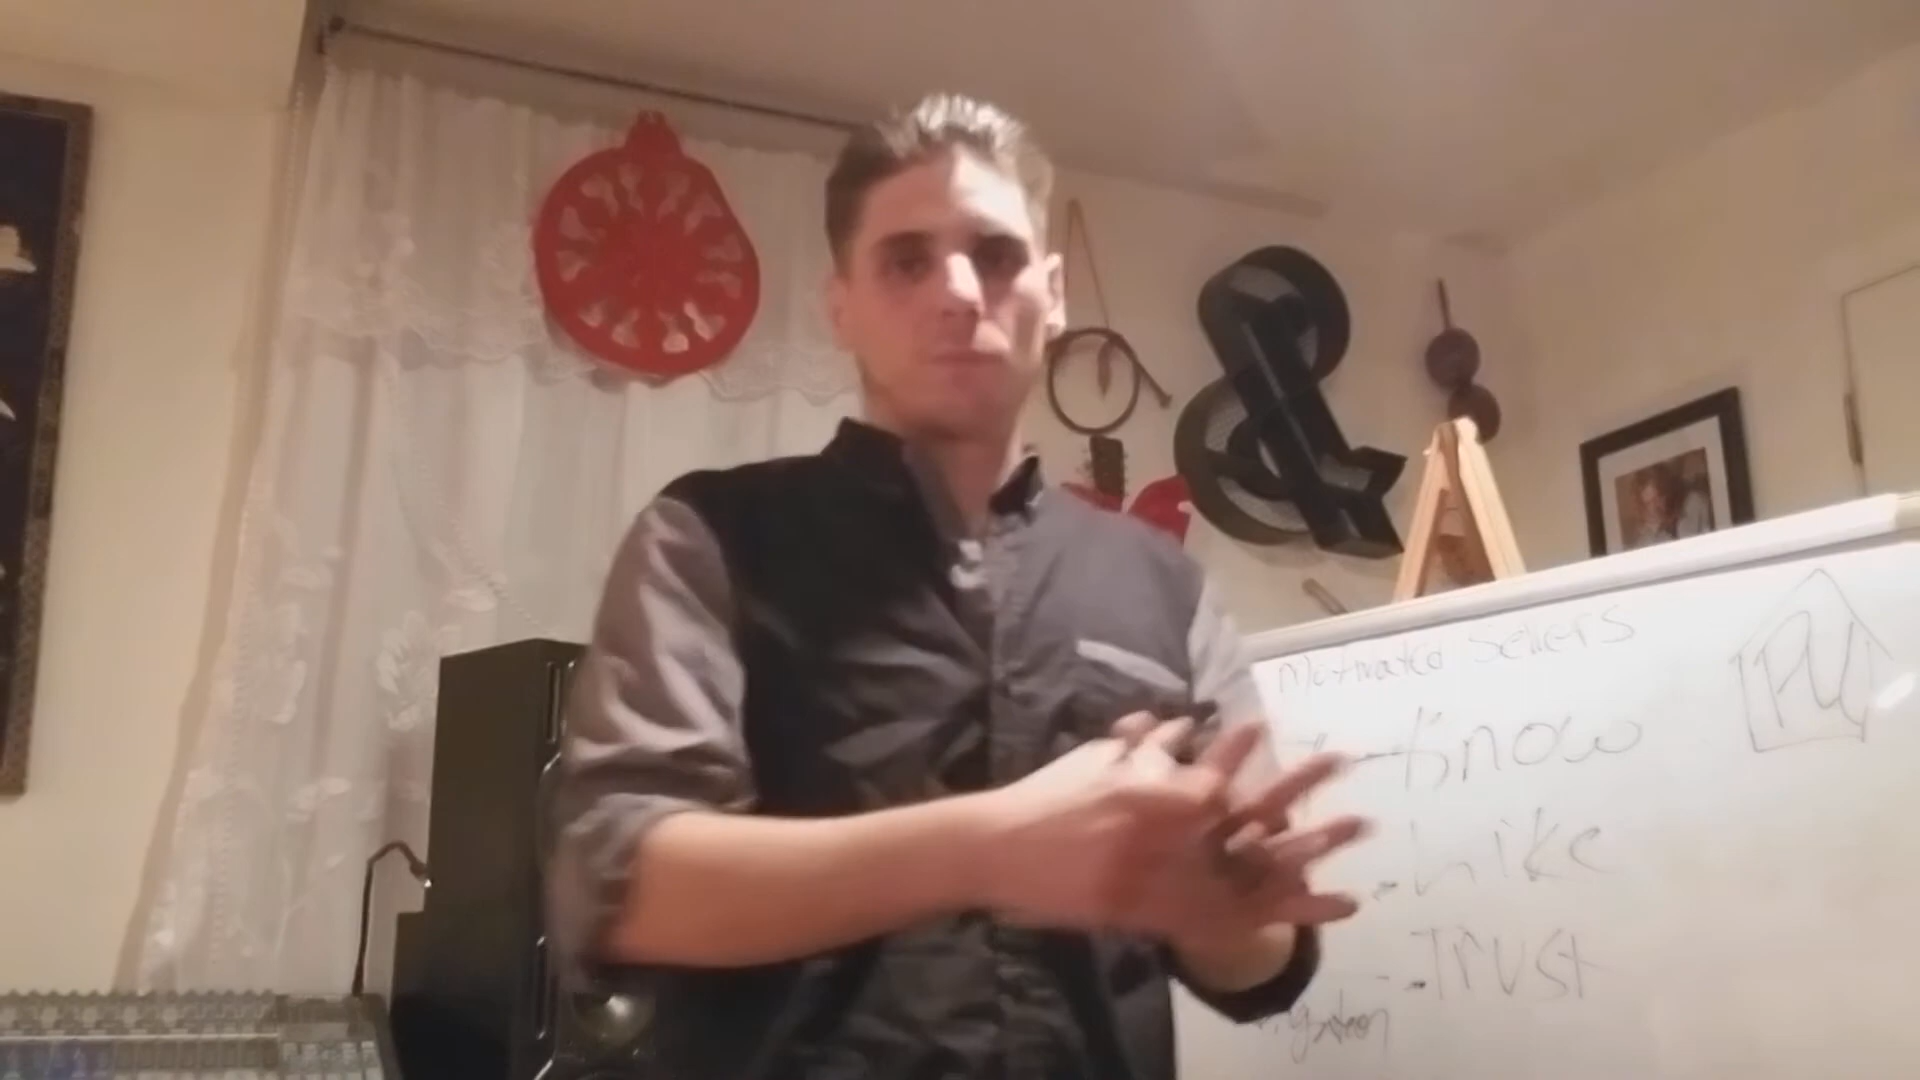 Motivated Sellers
- Know
- Like
- Trust
&